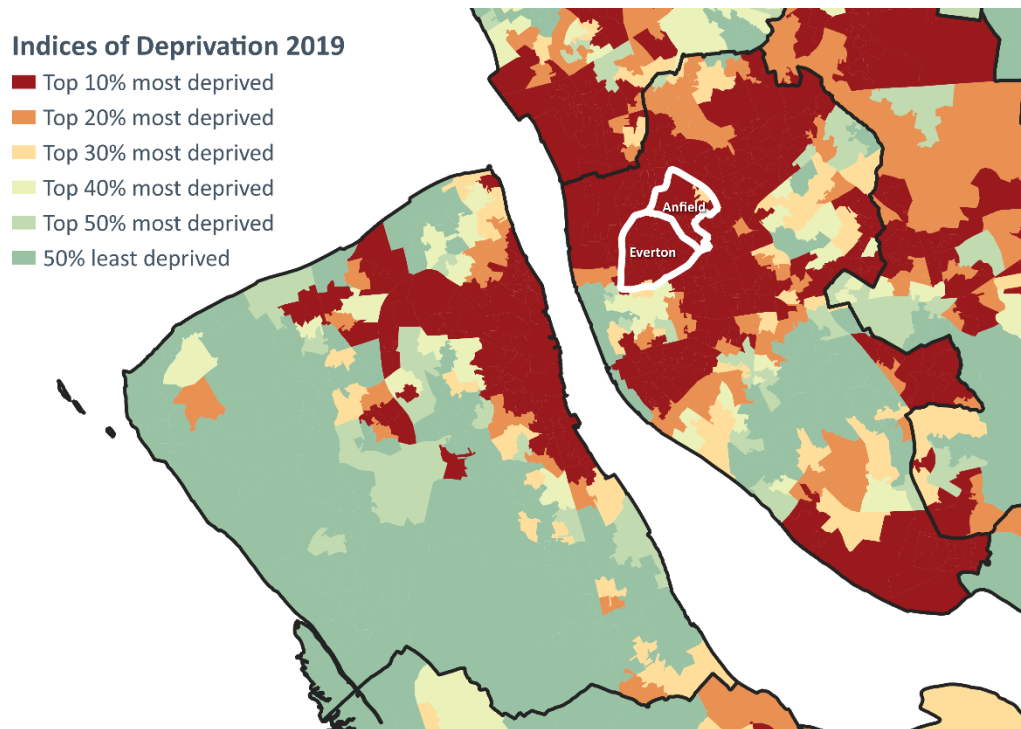 Indices of Deprivation 2019
Top 10% most deprived
Top 20% most deprived
Top 30% most deprived
Top 40% most deprived
Top 50% most deprived
50% least deprived
Anfield
Everton